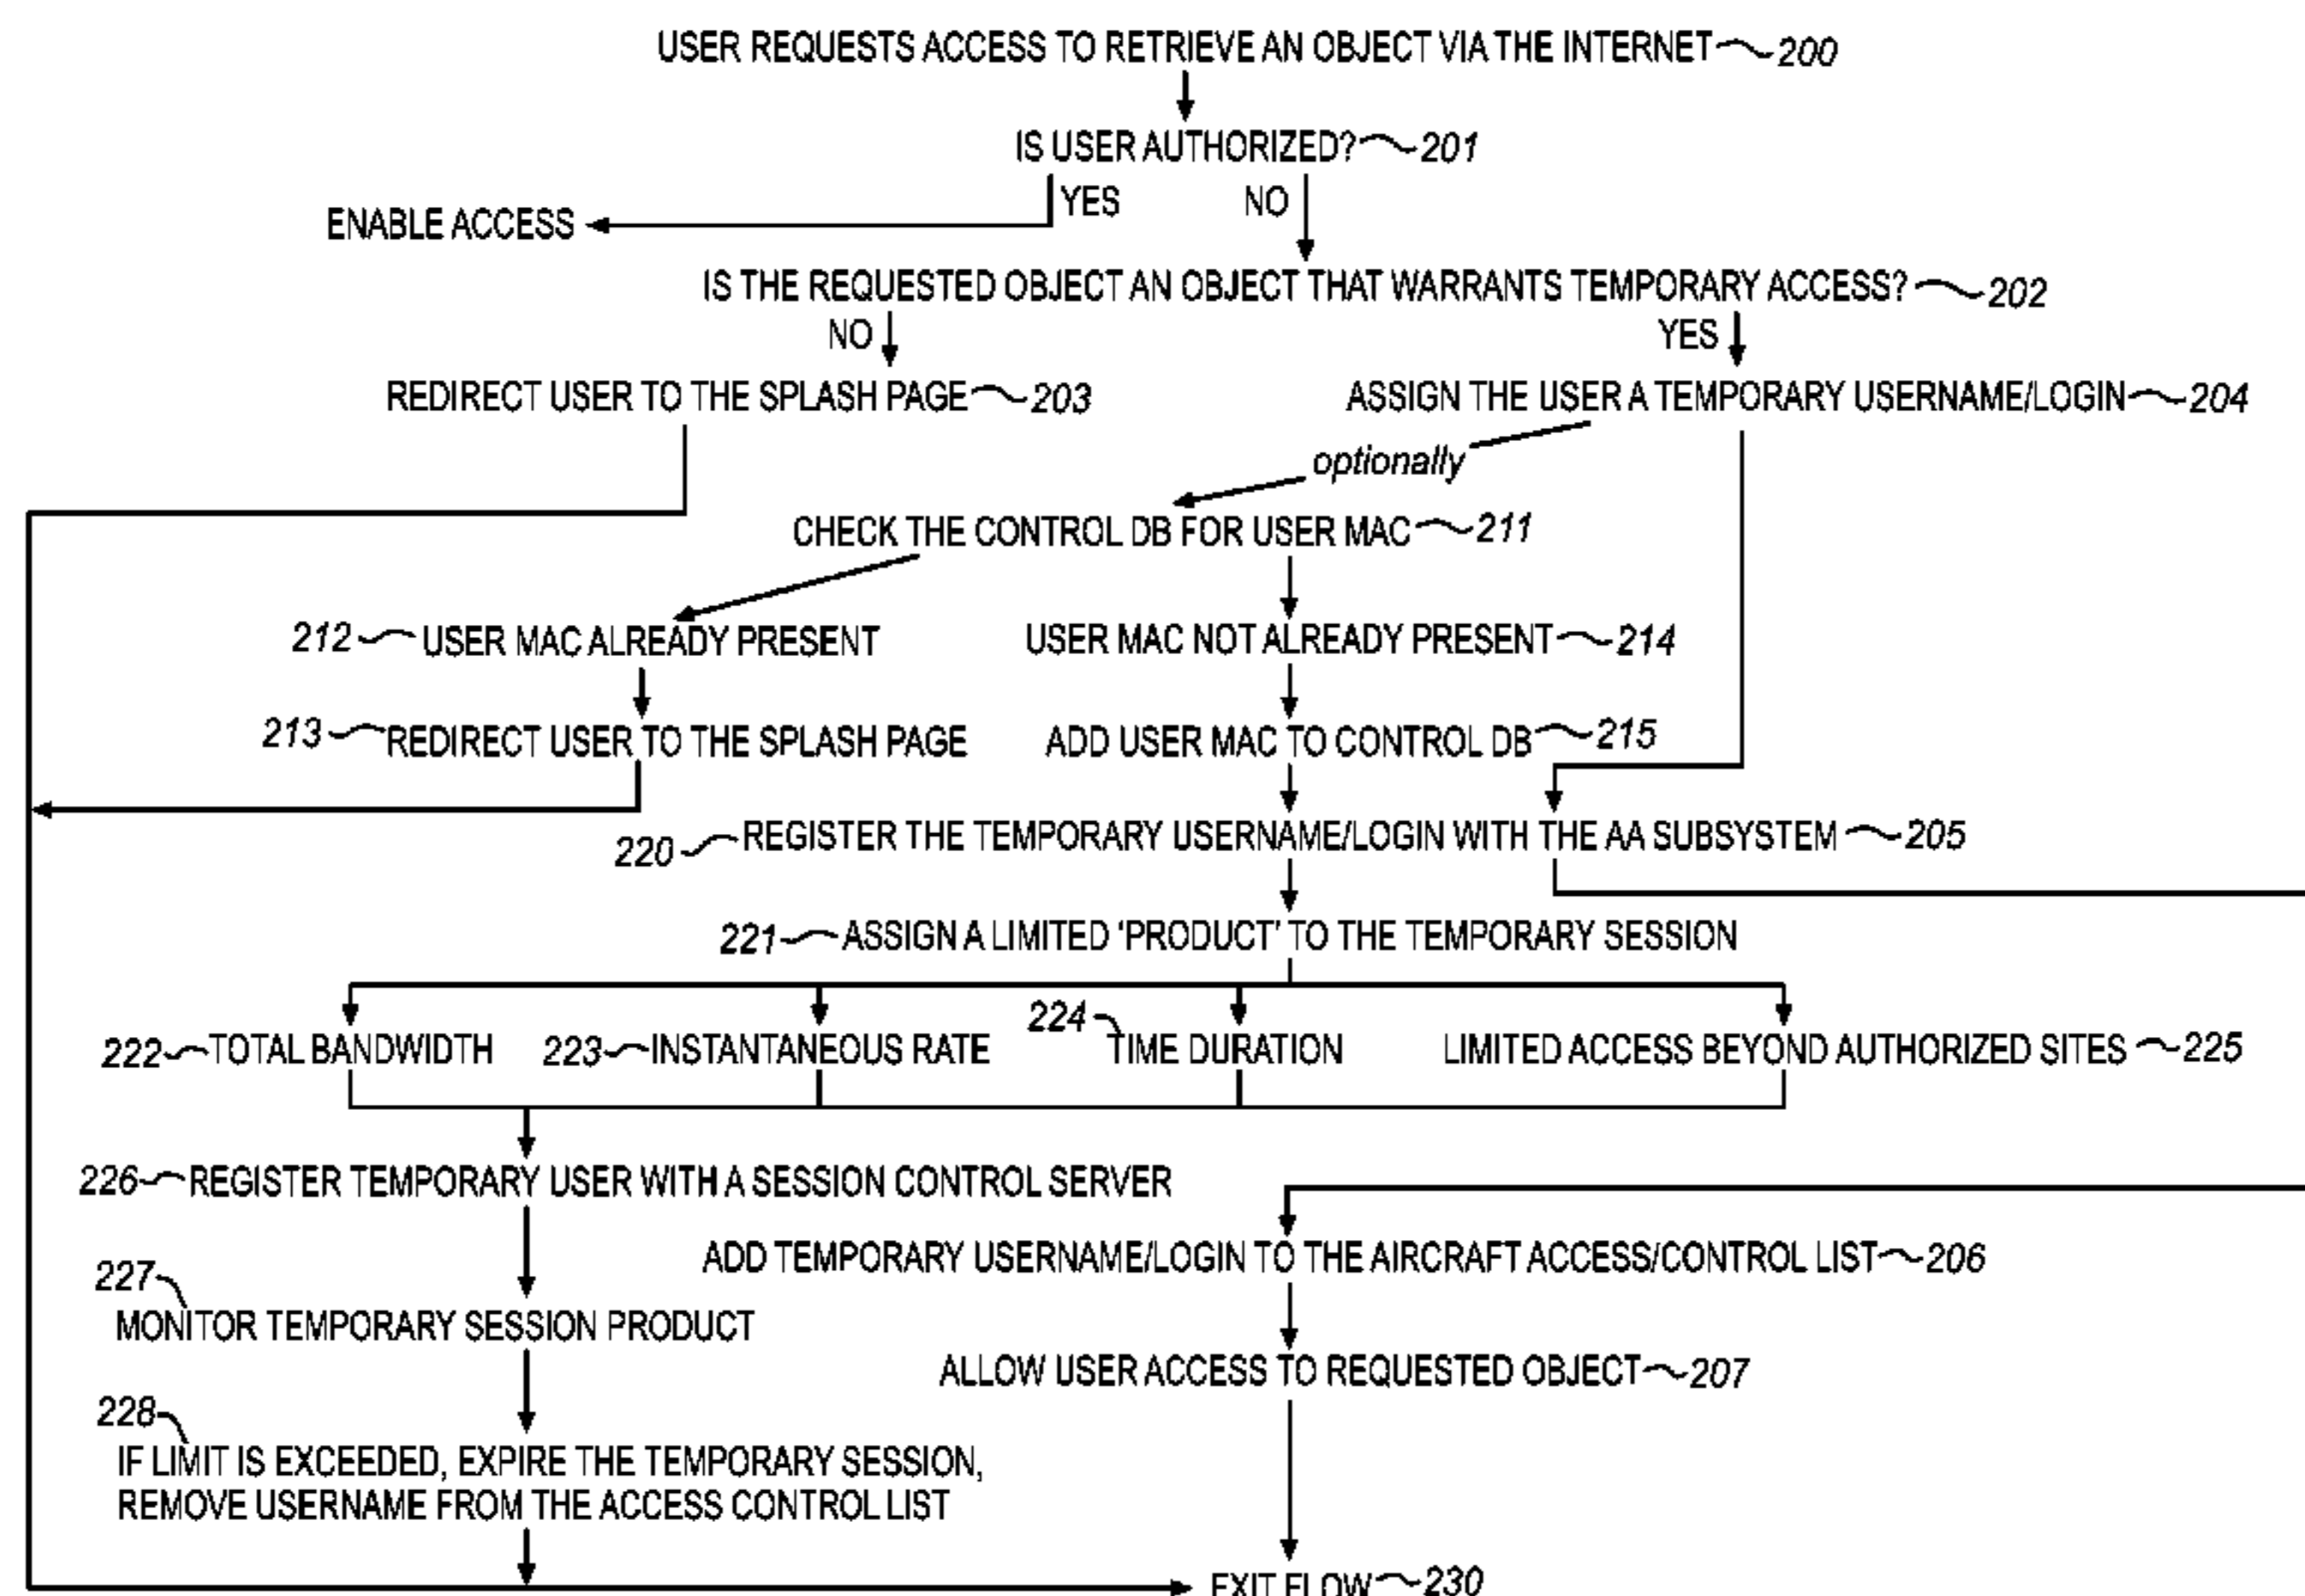 USER REQUESTS ACCESS TO RETRIEVE AN OBJECT VIA THE INTERNET 200
IS USER AUTHORIZED? 201
YES NO
ENABLE ACCESS
IS THE REQUESTED OBJECT AN OBJECT THAT WARRANTS TEMPORARY ACCESS? 202
NO YES
REDIRECT USER TO THE SPLASH PAGE 203 ASSIGN THE USER A TEMPORARY USERNAME/LOGIN 204
optionally
CHECK THE CONTROL DB FOR USER MAC 211
212 USER MAC ALREADY PRESENT USER MAC NOT ALREADY PRESENT 214
213 REDIRECT USER TO THE SPLASH PAGE ADD USER MAC TO CONTROL DB 215
220 REGISTER THE TEMPORARY USERNAME/LOGIN WITH THE AA SUBSYSTEM 205
221 ASSIGN A LIMITED 'PRODUCT' TO THE TEMPORARY SESSION
222 TOTAL BANDWIDTH 223 INSTANTANEOUS RATE 224 TIME DURATION LIMITED ACCESS BEYOND AUTHORIZED SITES 225
226 REGISTER TEMPORARY USER WITH A SESSION CONTROL SERVER
ADD TEMPORARY USERNAME/LOGIN TO THE AIRCRAFT ACCESS/CONTROL LIST 206
227
MONITOR TEMPORARY SESSION PRODUCT
ALLOW USER ACCESS TO REQUESTED OBJECT 207
228
IF LIMIT IS EXCEEDED, EXPIRE THE TEMPORARY SESSION,
REMOVE USERNAME FROM THE ACCESS CONTROL LIST
EXIT FLOW 230